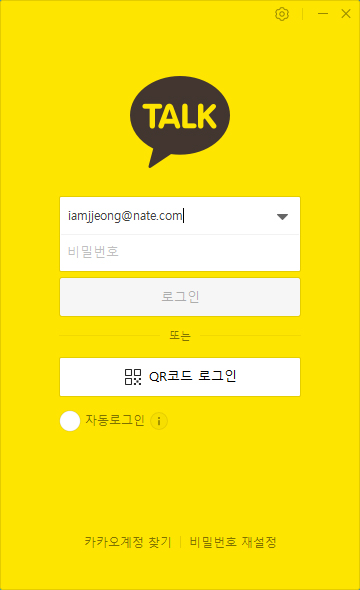 TALK
iamjjeong@nate.com
비밀번호
로그인
또는
QR코드 로그인
자동로그인
카카오계정 찾기 | 비밀번호 재설정